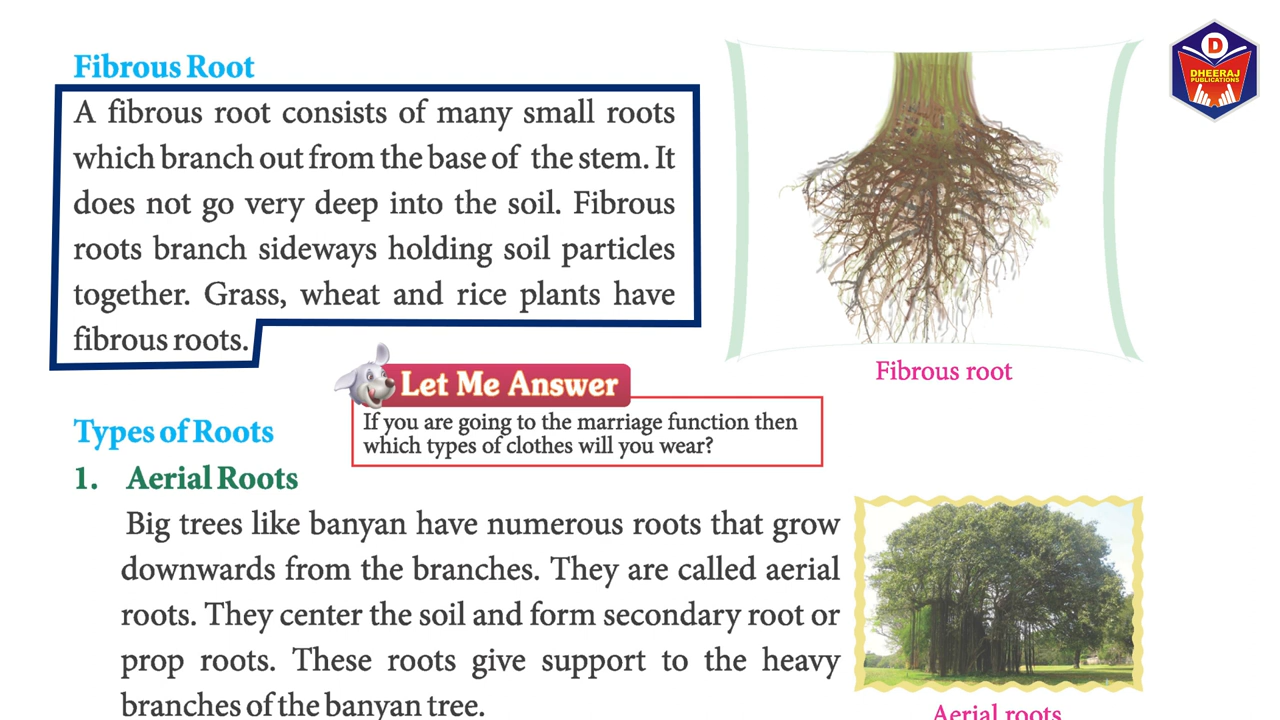 Fibrous Root
A fibrous root consists of many small roots
which branch out from the base of the stem. It
does not go very deep into the soil. Fibrous
roots branch sideways holding soil particles
together. Grass, wheat and rice plants have
fibrous roots.
D
DHEERAJ
PUBLICATIONS
Fibrous root
Let Me Answer
If you are going to the marriage function then
which types of clothes will you wear?
Types of Roots
1. Aerial Roots
Big trees like banyan have numerous roots that grow
downwards from the branches. They are called aerial
roots. They center the soil and form secondary root or
prop roots. These roots give support to the heavy
branches of the banyan tree.
Aerial roots